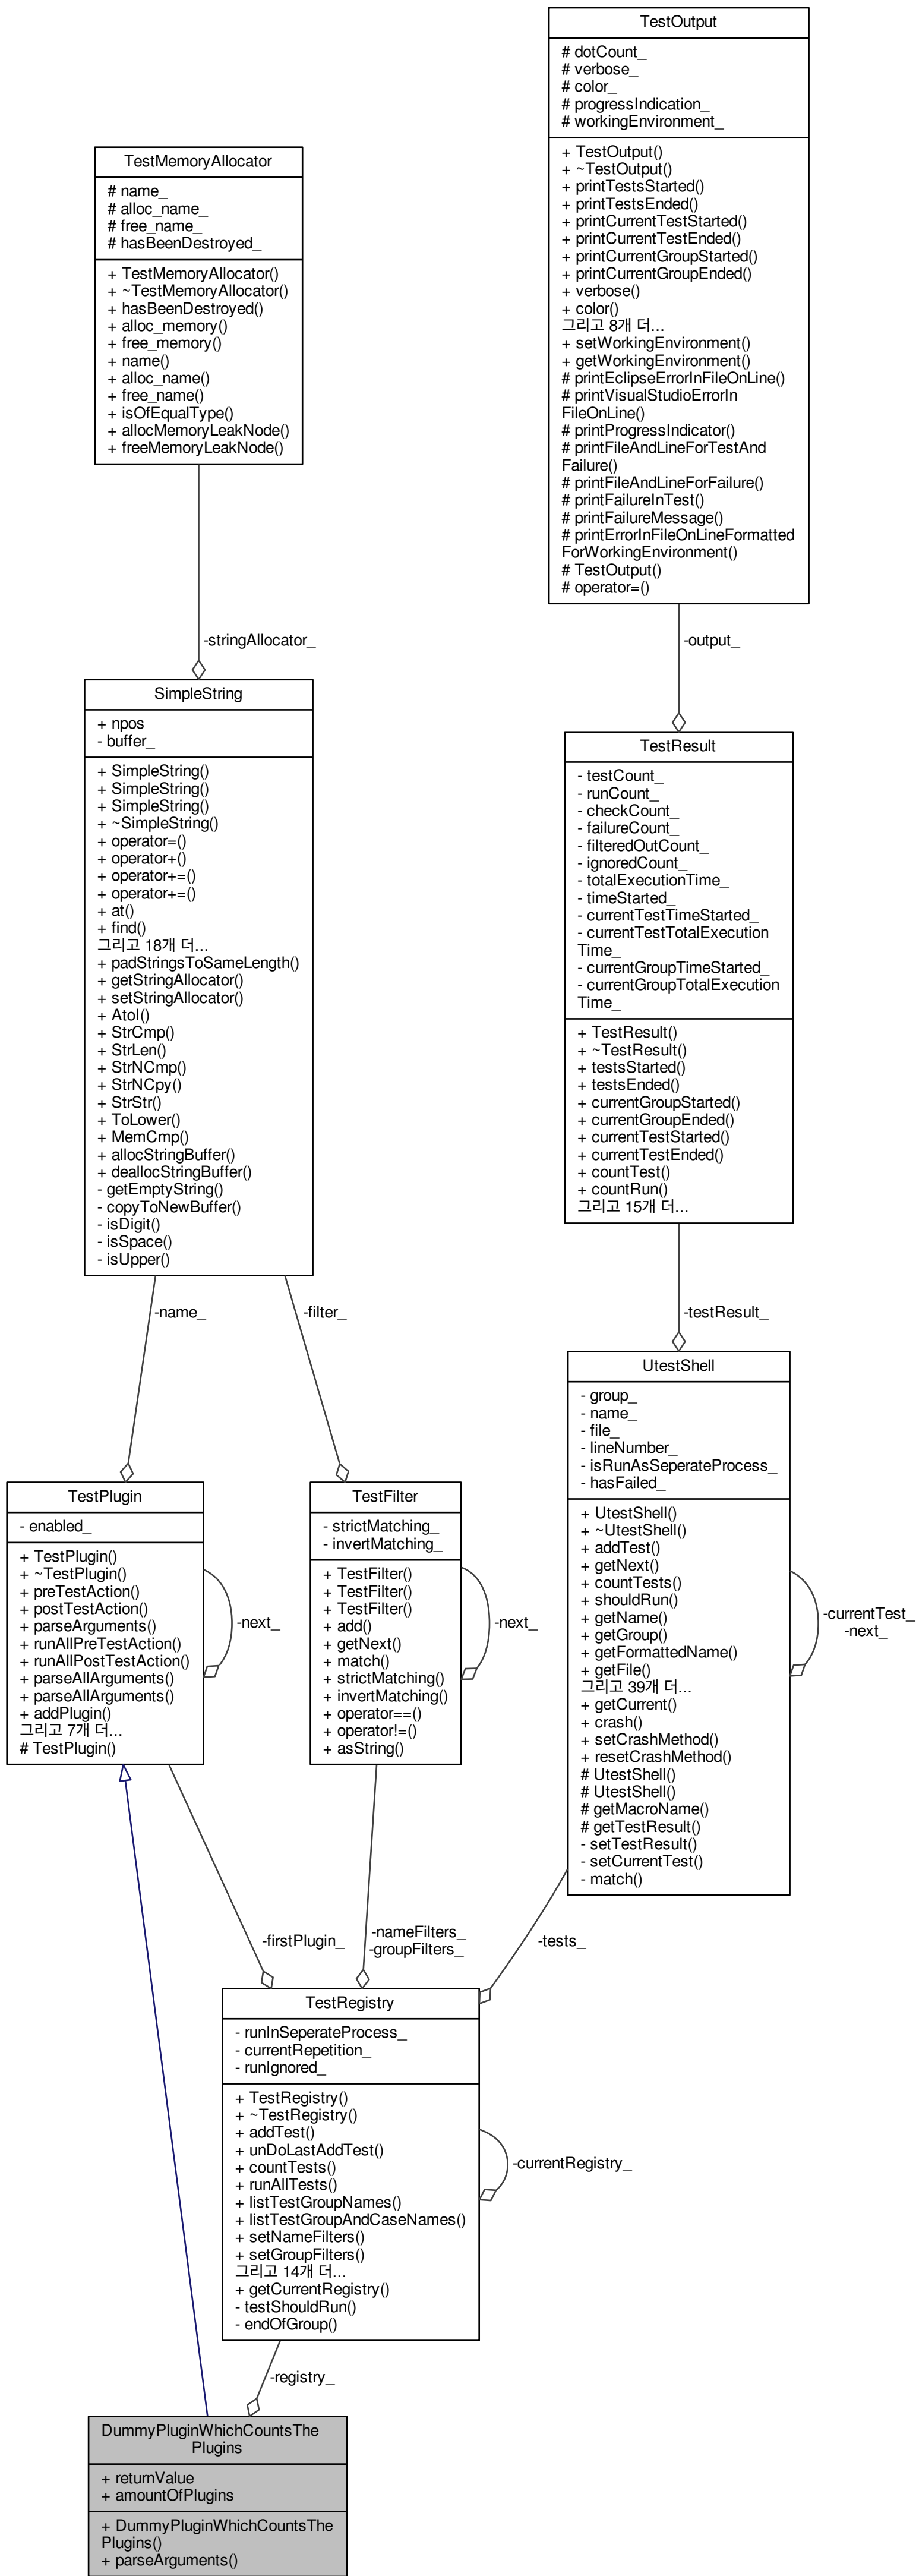 TestOutput
# dotCount_
# verbose_
# color_
# progressIndication_
# workingEnvironment_
+ TestOutput()
+ ~TestOutput()
+ printTestsStarted()
+ printTestsEnded()
+ printCurrentTestStarted()
+ printCurrentTestEnded()
+ printCurrentGroupStarted()
+ printCurrentGroupEnded()
+ verbose()
+ color()
그리고 8개 더...
+ setWorkingEnvironment()
+ getWorkingEnvironment()
# printEclipseErrorInFileOnLine()
# printVisualStudioErrorIn
FileOnLine()
# printProgressIndicator()
# printFileAndLineForTestAnd
Failure()
# printFileAndLineForFailure()
# printFailureInTest()
# printFailureMessage()
# printErrorInFileOnLineFormatted
ForWorkingEnvironment()
# TestOutput()
# operator=()
TestMemoryAllocator
# name_
# alloc_name_
# free_name_
# hasBeenDestroyed_
+ TestMemoryAllocator()
+ ~TestMemoryAllocator()
+ hasBeenDestroyed()
+ alloc_memory()
+ free_memory()
+ name()
+ alloc_name()
+ free_name()
+ isOfEqualType()
+ allocMemoryLeakNode()
+ freeMemoryLeakNode()
-stringAllocator_
-output_
SimpleString
+ npos
- buffer_
+ SimpleString()
+ SimpleString()
+ SimpleString()
+ ~SimpleString()
+ operator=()
+ operator+()
+ operator+=()
+ operator+=()
+ at()
+ find()
그리고 18개 더...
+ padStringsToSameLength()
+ getStringAllocator()
+ setStringAllocator()
+ AtoI()
+ StrCmp()
+ StrLen()
+ StrNCmp()
+ StrNCpy()
+ StrStr()
+ ToLower()
+ MemCmp()
+ allocStringBuffer()
+ deallocStringBuffer()
- getEmptyString()
- copyToNewBuffer()
- isDigit()
- isSpace()
- isUpper()
TestResult
- testCount_
- runCount_
- checkCount_
- failureCount_
- filteredOutCount_
- ignoredCount_
- totalExecutionTime_
- timeStarted_
- currentTestTimeStarted_
- currentTestTotalExecution
Time_
- currentGroupTimeStarted_
- currentGroupTotalExecution
Time_
+ TestResult()
+ ~TestResult()
+ testsStarted()
+ testsEnded()
+ currentGroupStarted()
+ currentGroupEnded()
+ currentTestStarted()
+ currentTestEnded()
+ countTest()
+ countRun()
그리고 15개 더...
-name_
-filter_
-testResult_
TestPlugin
- enabled_
+ TestPlugin()
+ ~TestPlugin()
+ preTestAction()
+ postTestAction()
+ parseArguments()
+ runAllPreTestAction()
+ runAllPostTestAction()
+ parseAllArguments()
+ parseAllArguments()
+ addPlugin()
그리고 7개 더...
# TestPlugin()
-next_
TestFilter
- strictMatching_
- invertMatching_
+ TestFilter()
+ TestFilter()
+ TestFilter()
+ add()
+ getNext()
+ match()
+ strictMatching()
+ invertMatching()
+ operator==()
+ operator!=()
+ asString()
-next_
UtestShell
- group_
- name_
- file_
- lineNumber_
- isRunAsSeperateProcess_
- hasFailed_
+ UtestShell()
+ ~UtestShell()
+ addTest()
+ getNext()
+ countTests()
+ shouldRun()
+ getName()
+ getGroup()
+ getFormattedName()
+ getFile()
그리고 39개 더...
+ getCurrent()
+ crash()
+ setCrashMethod()
+ resetCrashMethod()
# UtestShell()
# UtestShell()
# getMacroName()
# getTestResult()
- setTestResult()
- setCurrentTest()
- match()
-currentTest_
-next_
-firstPlugin_
-nameFilters_
-groupFilters_
-tests_
TestRegistry
- runInSeperateProcess_
- currentRepetition_
- runIgnored_
+ TestRegistry()
+ ~TestRegistry()
+ addTest()
+ unDoLastAddTest()
+ countTests()
+ runAllTests()
+ listTestGroupNames()
+ listTestGroupAndCaseNames()
+ setNameFilters()
+ setGroupFilters()
그리고 14개 더...
+ getCurrentRegistry()
- testShouldRun()
- endOfGroup()
-currentRegistry_
-registry_
DummyPluginWhichCountsThe
Plugins
+ returnValue
+ amountOfPlugins
+ DummyPluginWhichCountsThe
Plugins()
+ parseArguments()